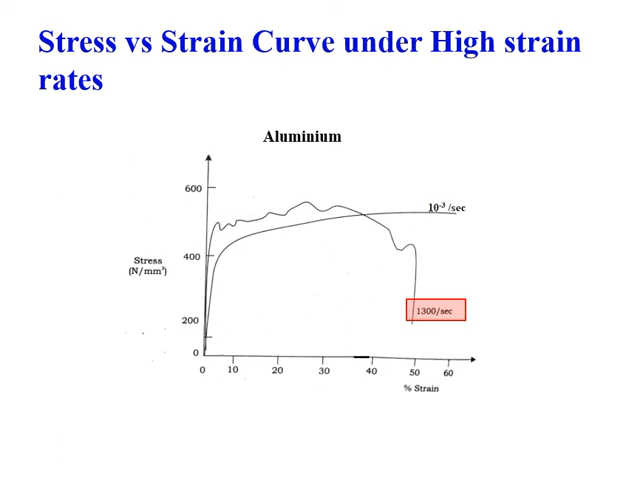 Stress vs Strain Curve under High strain
rates
Aluminium
600
10-3 /sec
400
Stress
(N/mm²)
1300/sec
200
0
0 10 20 30 40 50 60
% Strain